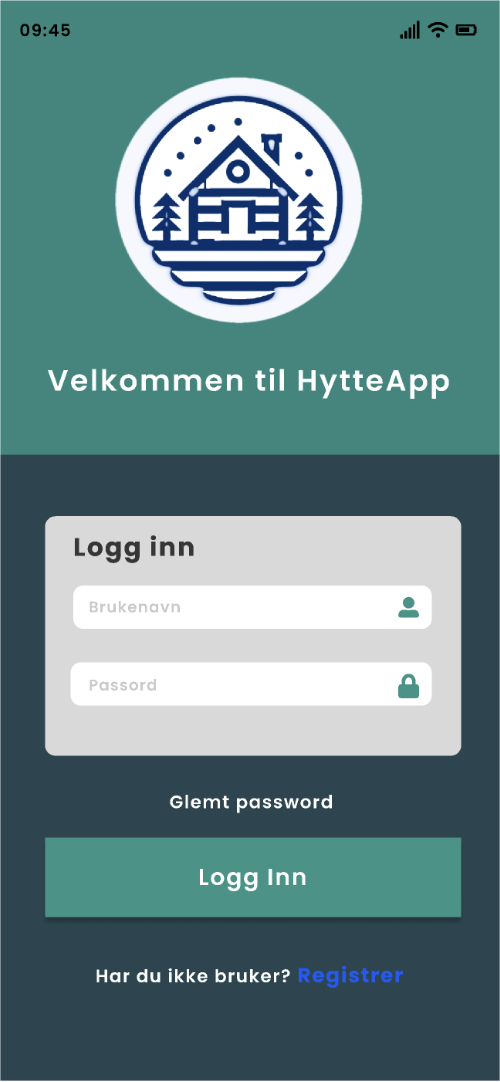 09:45
Velkommen til HytteApp
Logg inn
Brukenavn
Passord
Glemt password
Logg Inn
Har du ikke bruker? Registrer